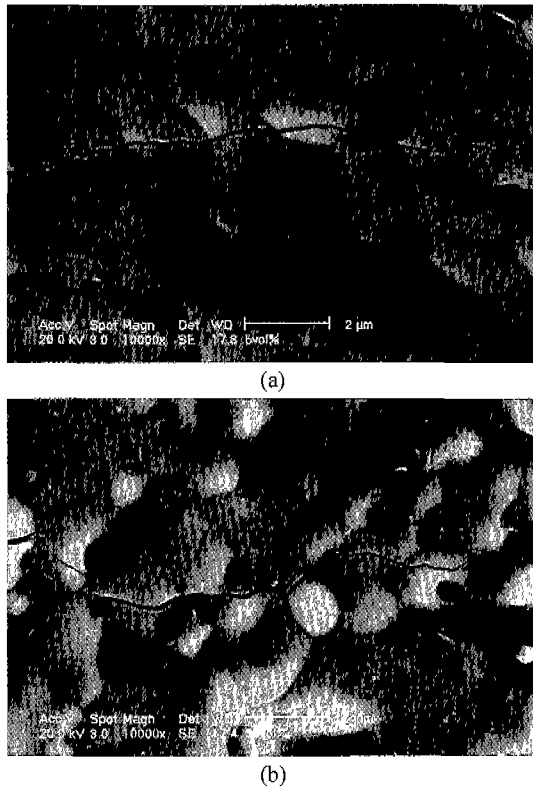 Acc.V Spot Magn Det WD 2 µm
20.0 kV 3.0 10000x SE 17.8 5vol%
(a)
Acc.V Spot Magn Det
20.0 kV 3.0 10000x SE
(b)